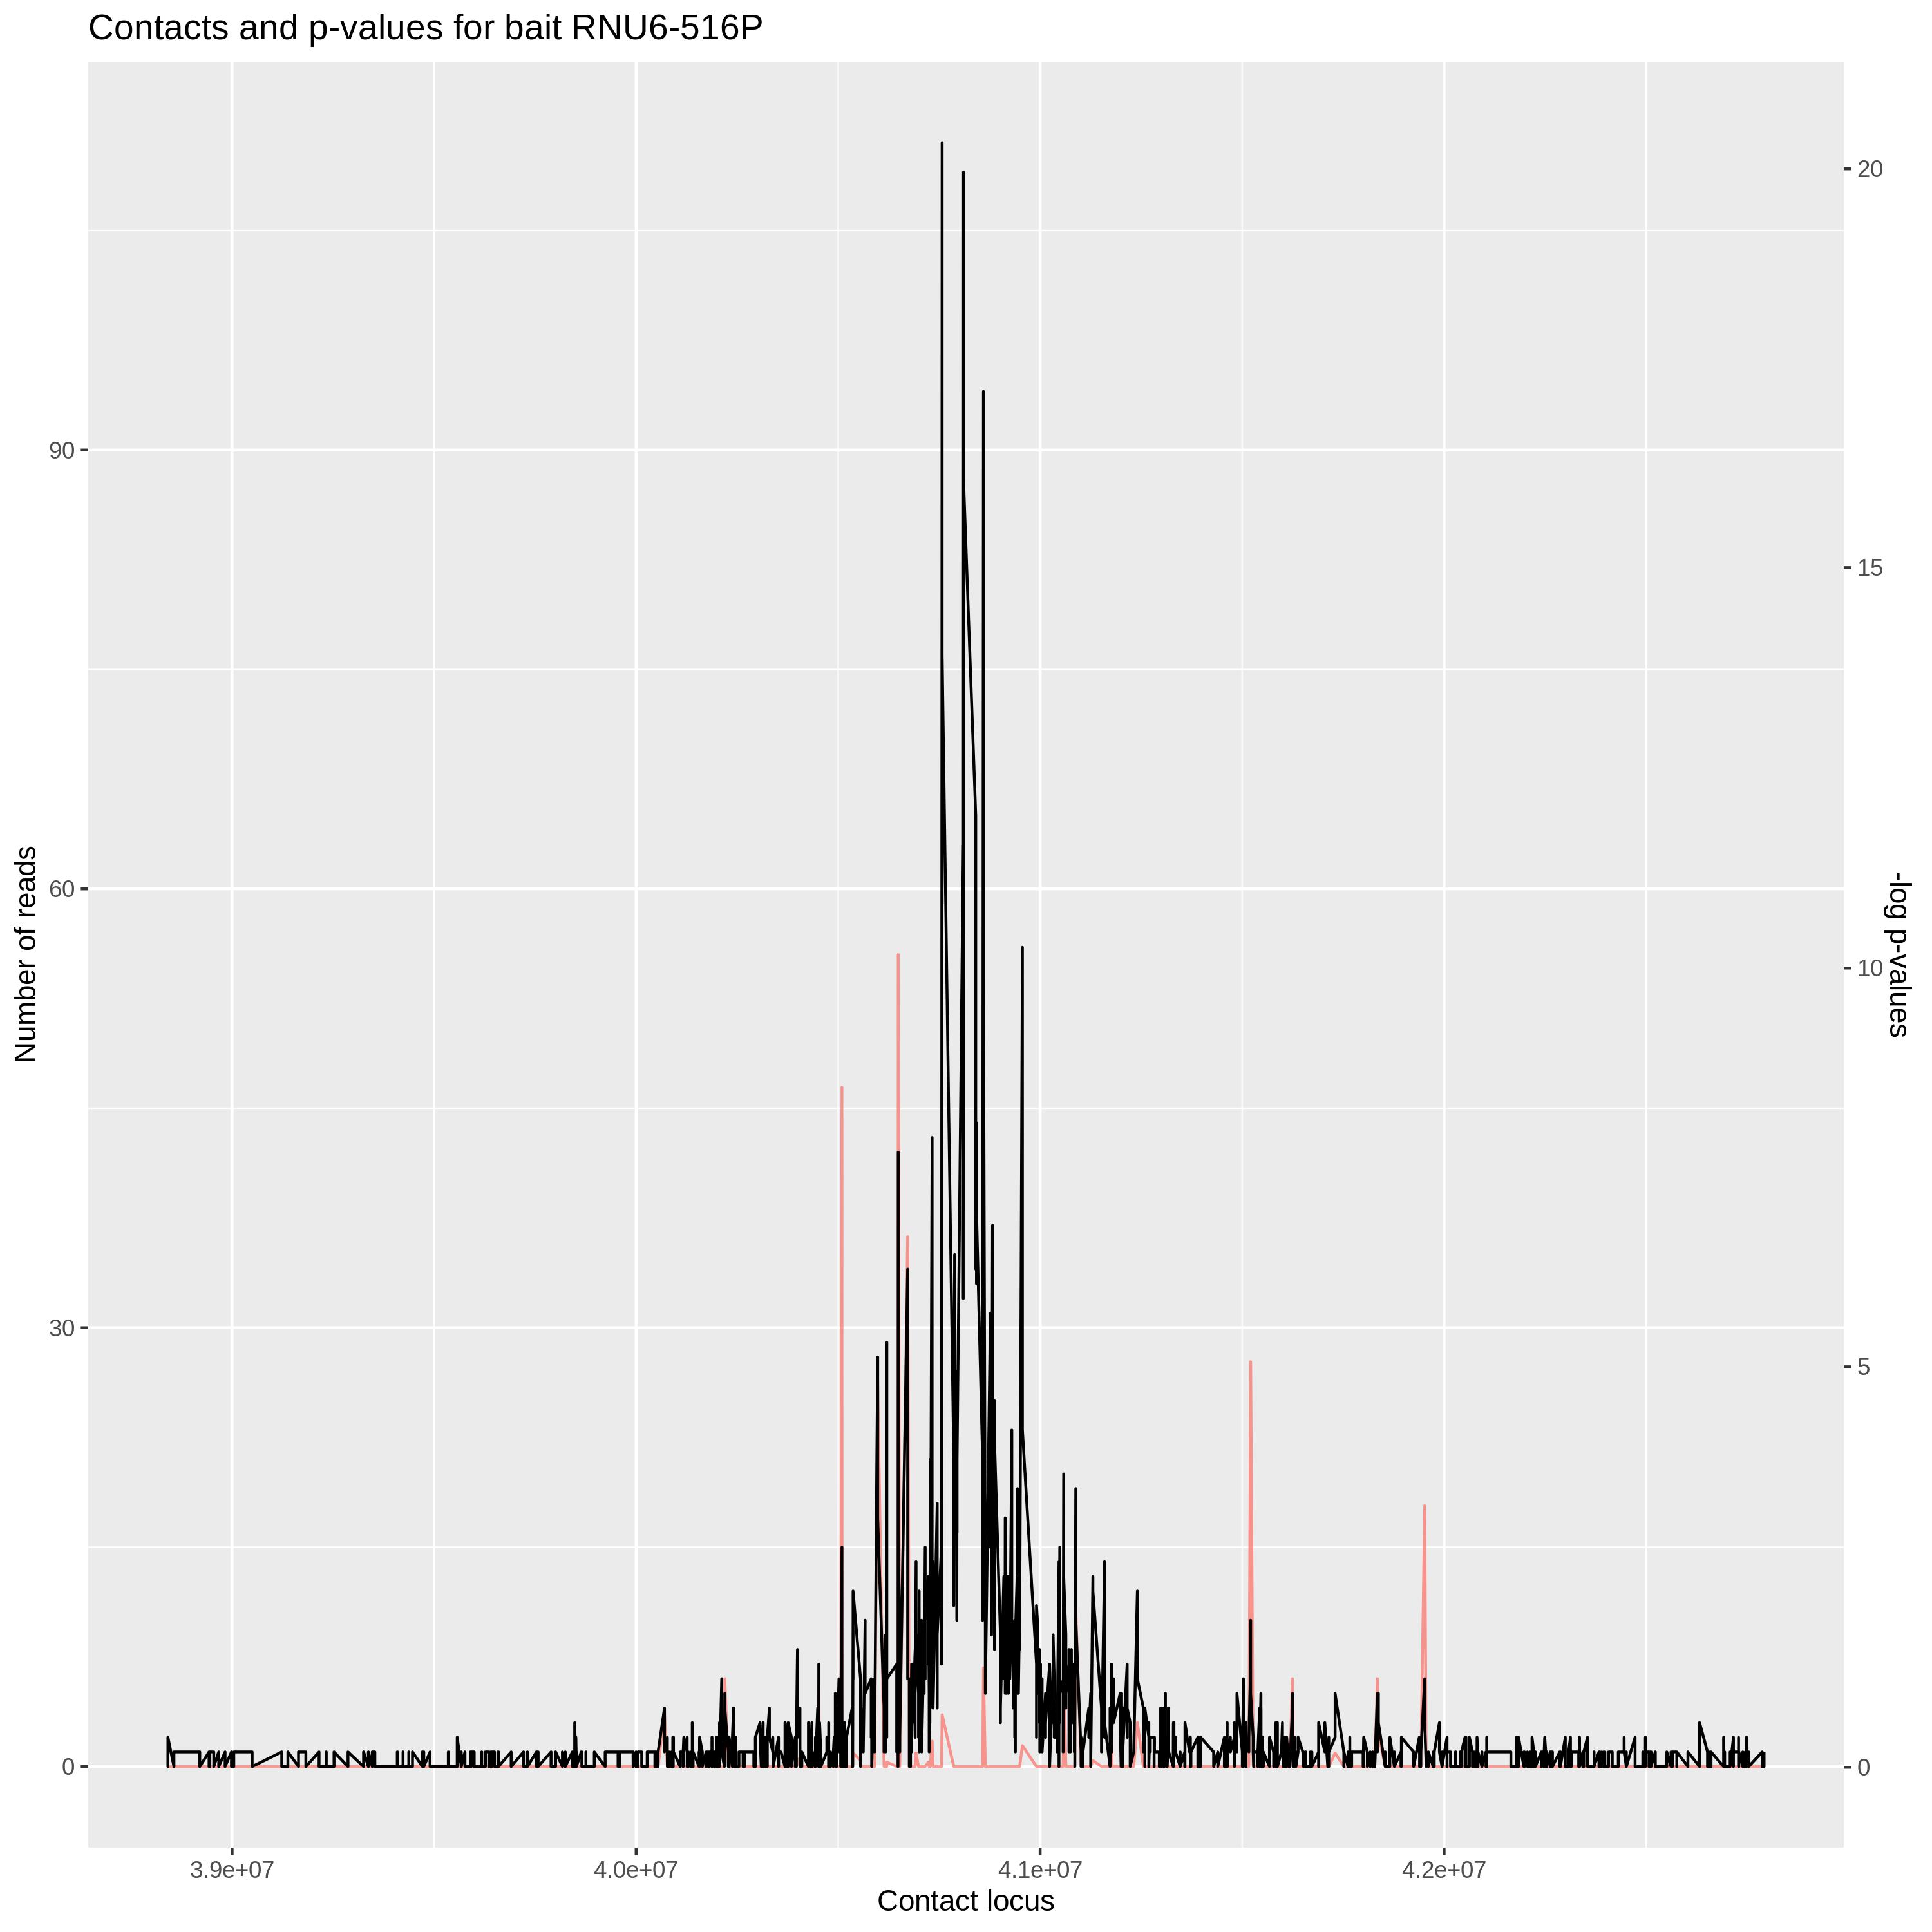 Contacts and p-values for bait RNU6-516P
Number of reads
90
60
30
0
20
15
10
5
0
-log p-values
3.9e+07
4.0e+07
4.1e+07
4.2e+07
Contact locus